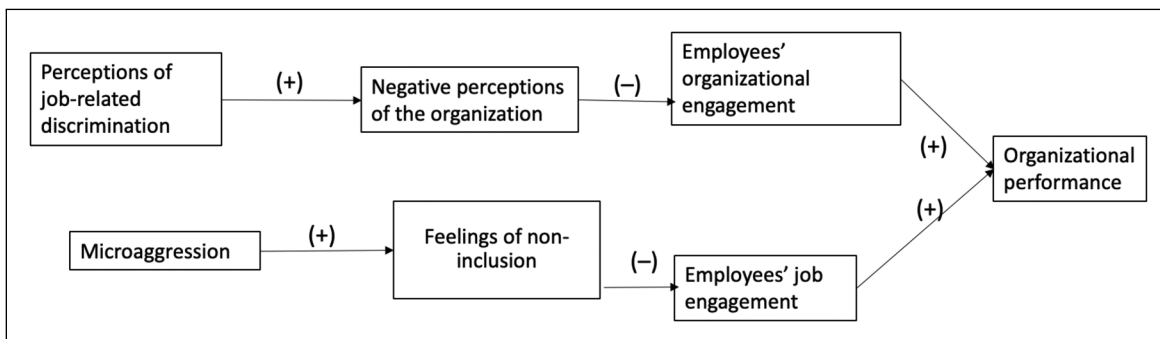 Perceptions of
job-related
discrimination
(+)
Negative perceptions
of the organization
(–)
Employees’
organizational
engagement
(+)
Organizational
performance
Microaggression
(+)
Feelings of non-
inclusion
(–)
Employees’ job
engagement
(+)